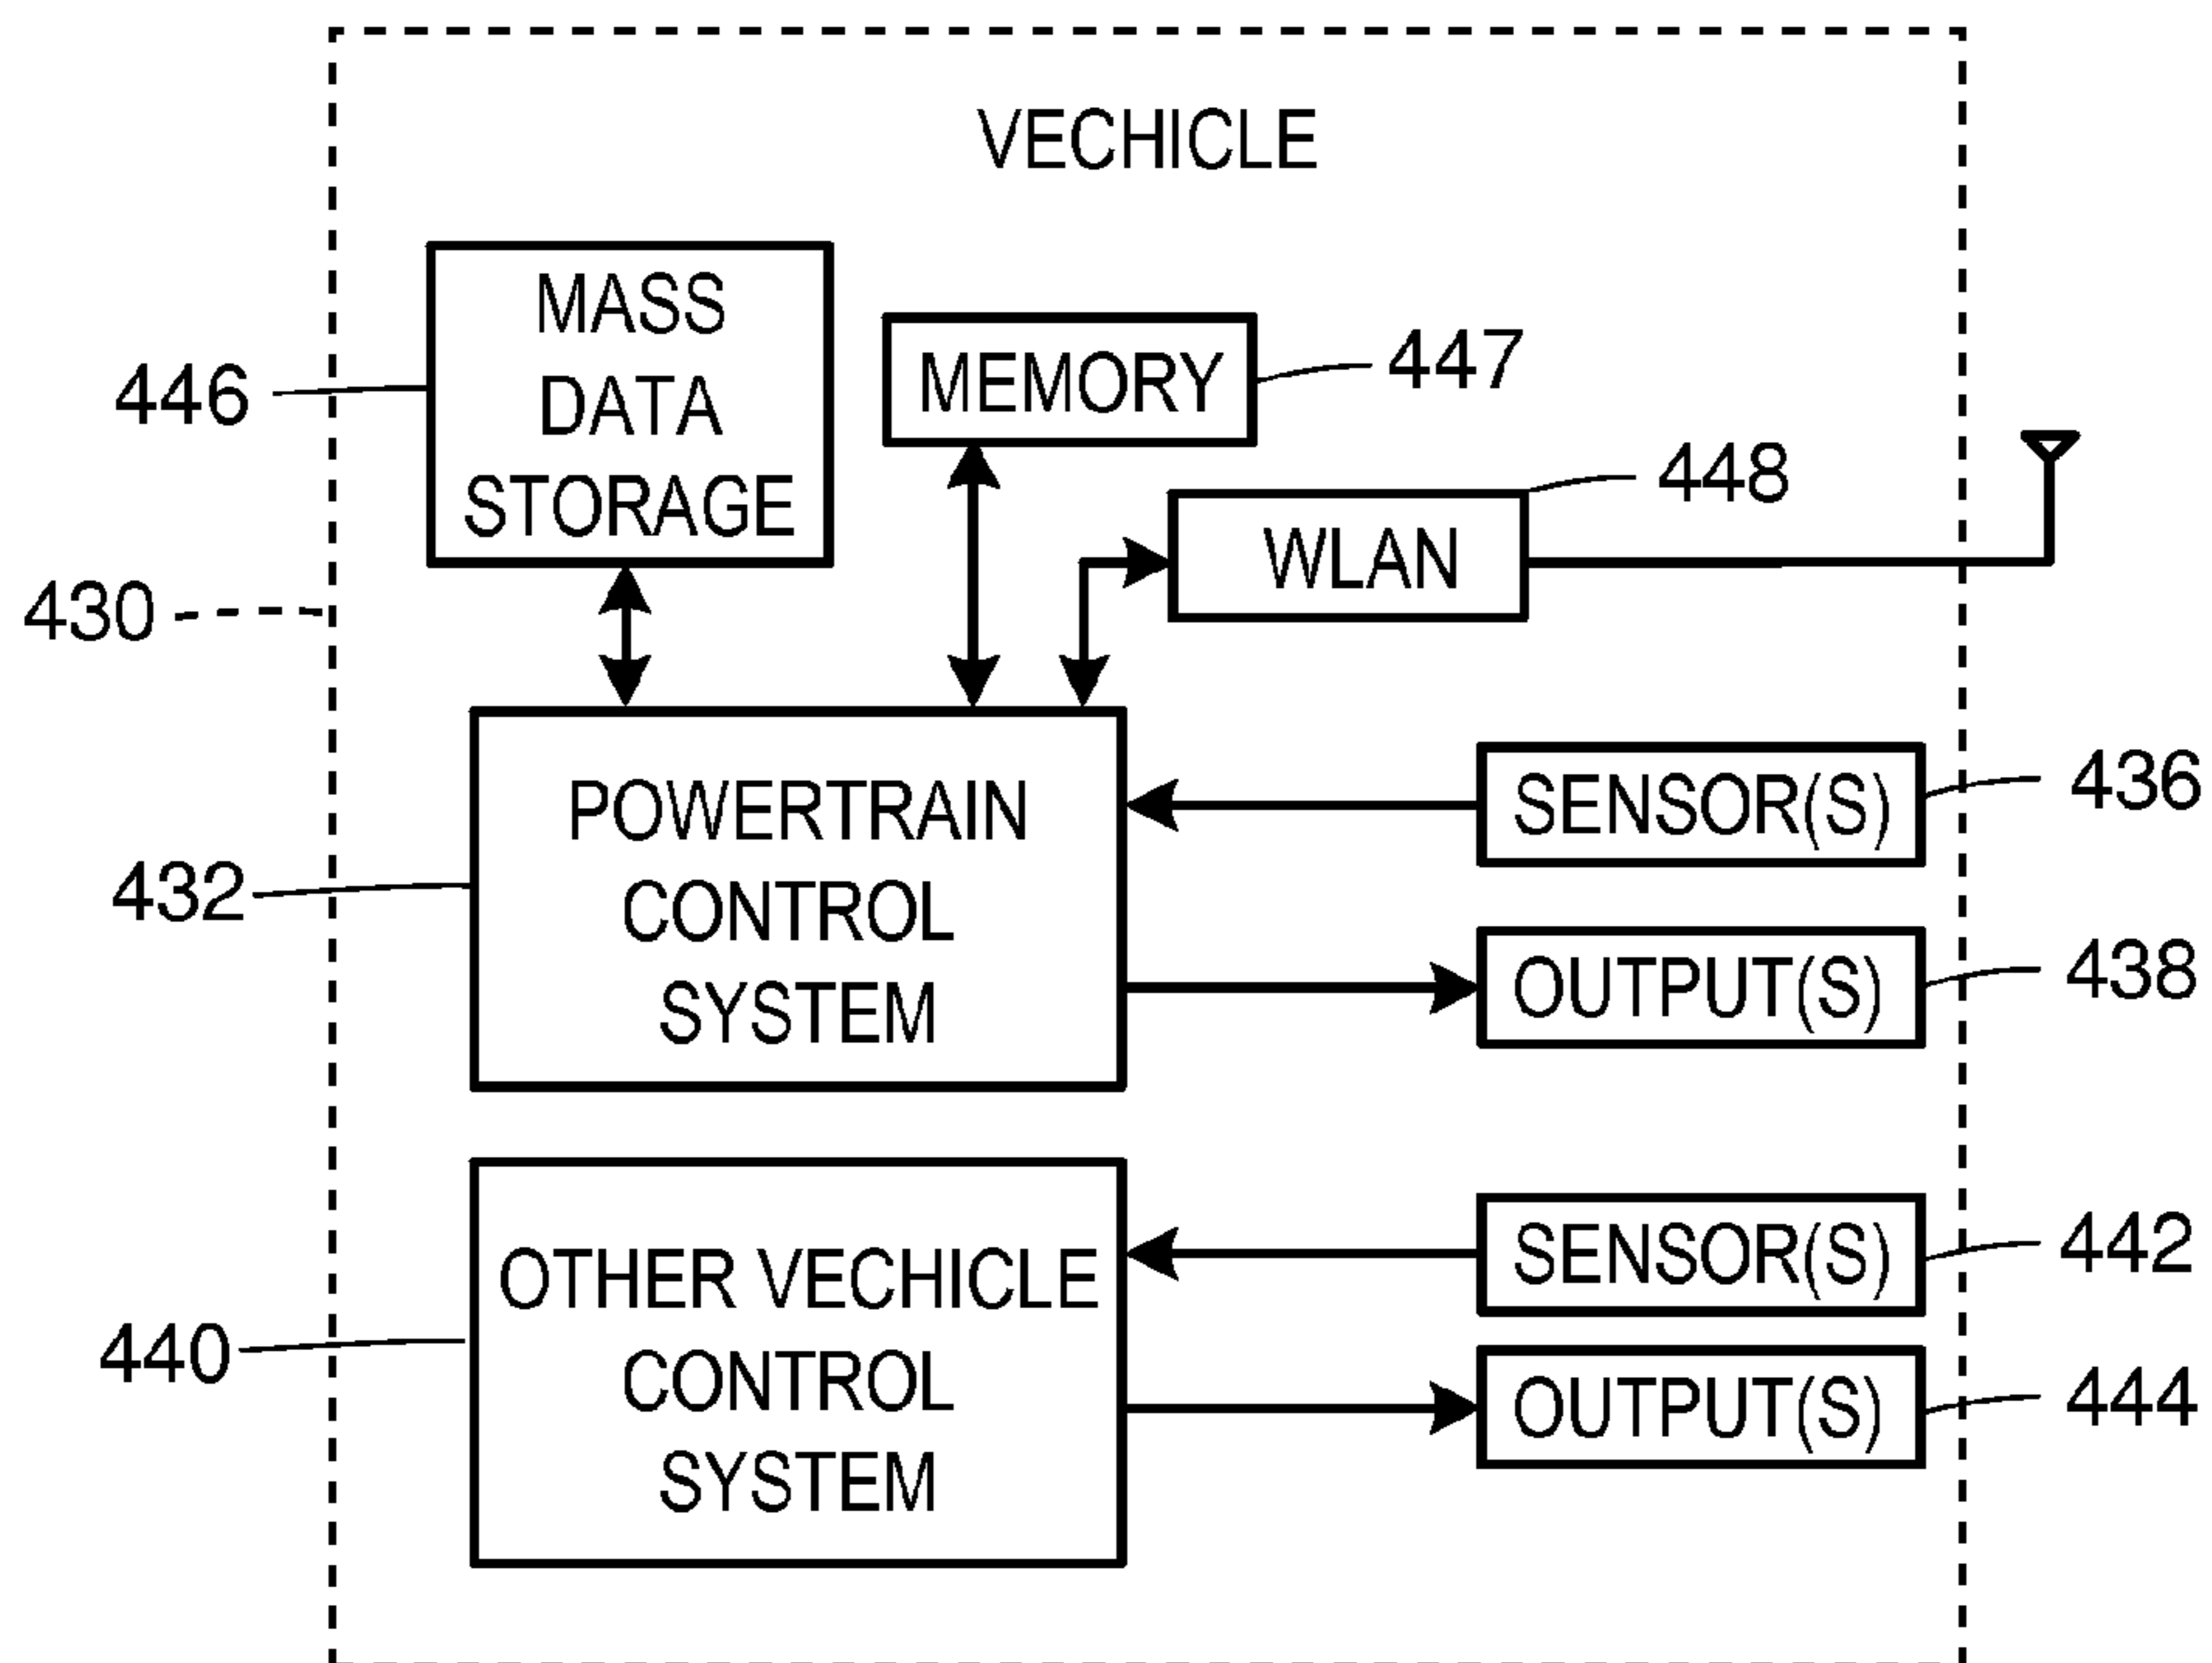 VECHICLE
MASS
DATA
STORAGE
446
MEMORY
447
448
WLAN
430
POWERTRAIN
CONTROL
SYSTEM
432
SENSOR(S)
436
OUTPUT(S)
438
OTHER VECHICLE
CONTROL
SYSTEM
440
SENSOR(S)
442
OUTPUT(S)
444